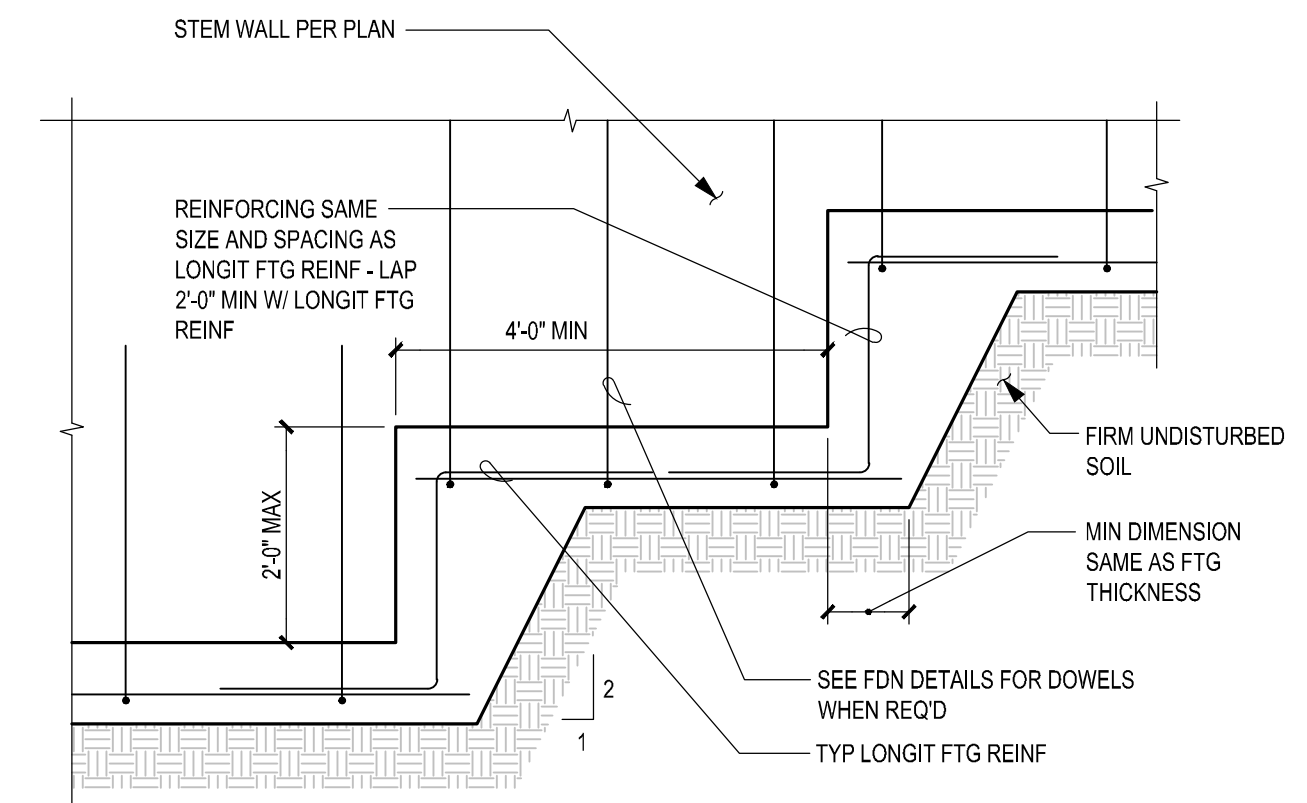 STEM WALL PER PLAN
REINFORCING SAME
SIZE AND SPACING AS
LONGIT FTG REINF - LAP
2'-0" MIN W/ LONGIT FTG
REINF
4'-0" MIN
2'-0" MAX
FIRM UNDISTURBED
SOIL
MIN DIMENSION
SAME AS FTG
THICKNESS
2
1
SEE FDN DETAILS FOR DOWELS
WHEN REQ'D
TYP LONGIT FTG REINF